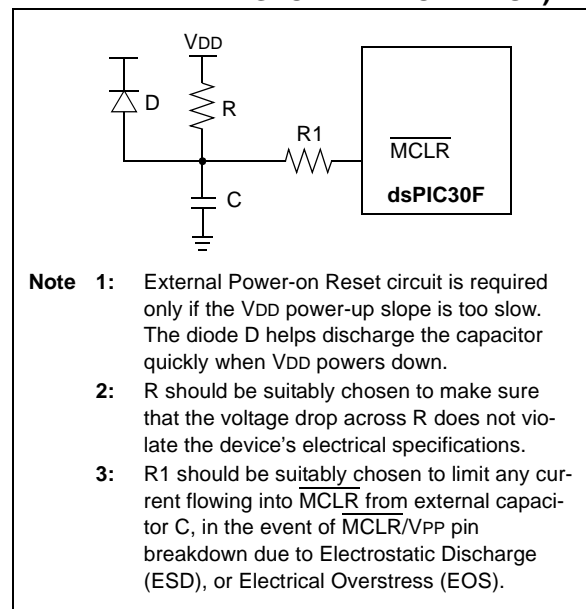 VDD
D
R
R1
MCLR
dsPIC30F
C
Note 1: External Power-on Reset circuit is required
only if the VDD power-up slope is too slow.
The diode D helps discharge the capacitor
quickly when VDD powers down.
2: R should be suitably chosen to make sure
that the voltage drop across R does not vio-
late the device's electrical specifications.
3: R1 should be suitably chosen to limit any cur-
rent flowing into MCLR from external capaci-
tor C, in the event of MCLR/VPP pin
breakdown due to Electrostatic Discharge
(ESD), or Electrical Overstress (EOS).